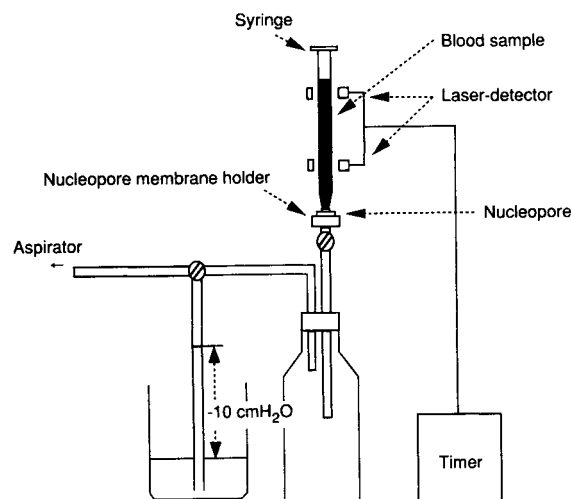 Syringe
Blood sample
Laser-detector
Nucleopore membrane holder
Nucleopore
Aspirator
←
-10 cmH₂O
Timer